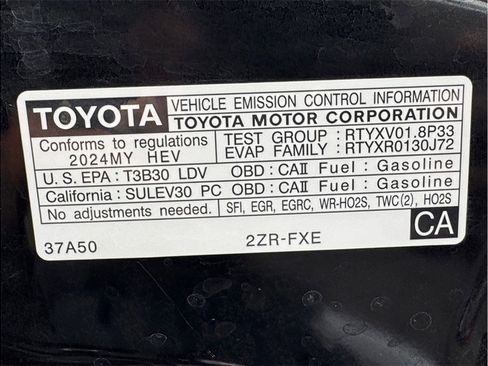 TOYOTA
VEHICLE EMISSION CONTROL INFORMATION
TOYOTA MOTOR CORPORATION
Conforms to regulations
2024MY HEV
TEST GROUP : RTYXV01.8P33
EVAP FAMILY : RTYXR0130J72
U.S. EPA : T3B30 LDV OBD : CAII Fuel : Gasoline
California : SULEV30 PC OBD : CAII Fuel : Gasoline
No adjustments needed.
SFI, EGR, EGRC, WR-HO2S, TWC(2), HO2S
37A50
2ZR-FXE
CA